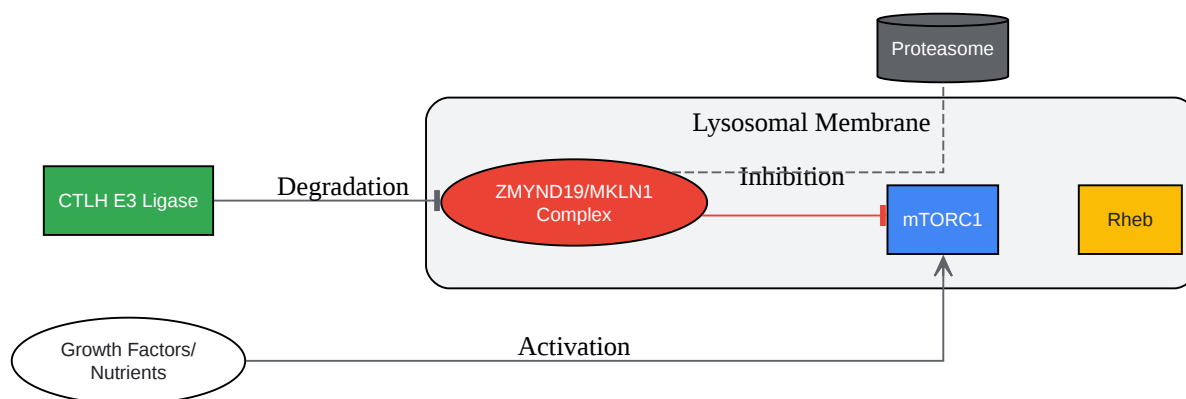 Proteasome
Lysosomal Membrane
Degradation
Inhibition
CTLH E3 Ligase
ZMYND19/MKLN1
Complex
mTORC1
Rheb
Activation
Growth Factors/
Nutrients